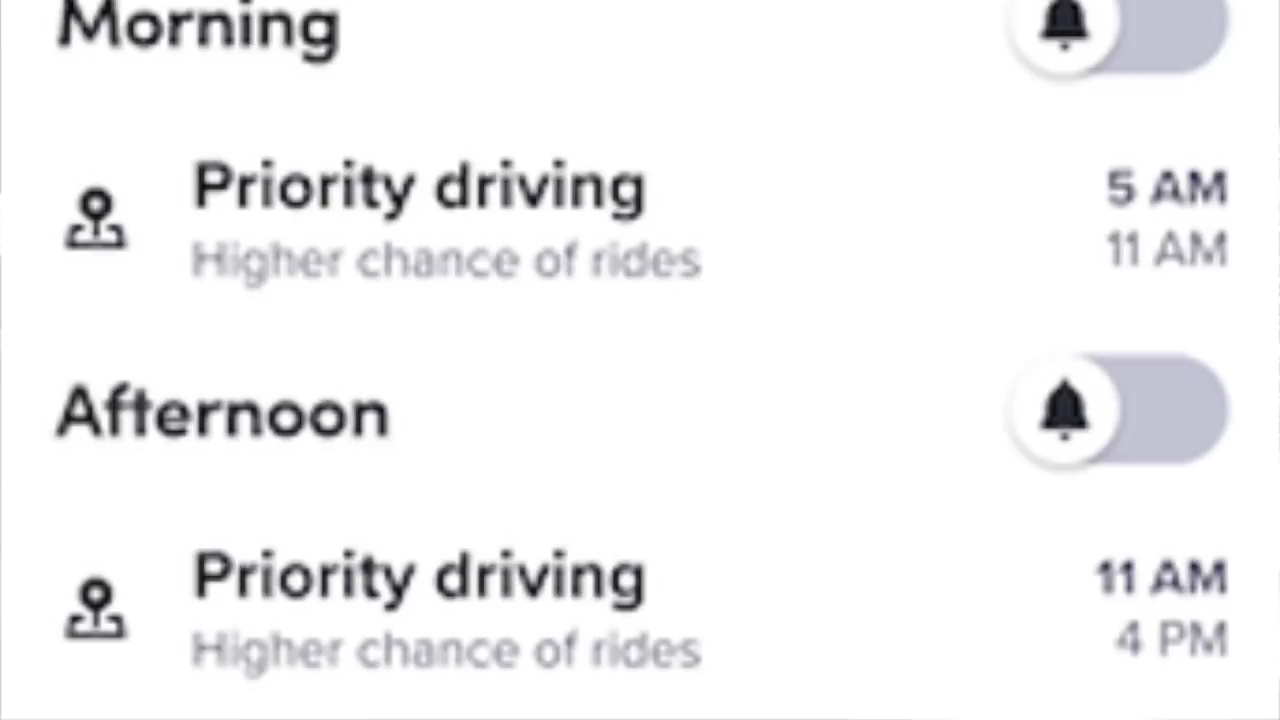 Morning
Priority driving
Higher chance of rides
5 AM
11 AM
Afternoon
Priority driving
Higher chance of rides
11 AM
4 PM